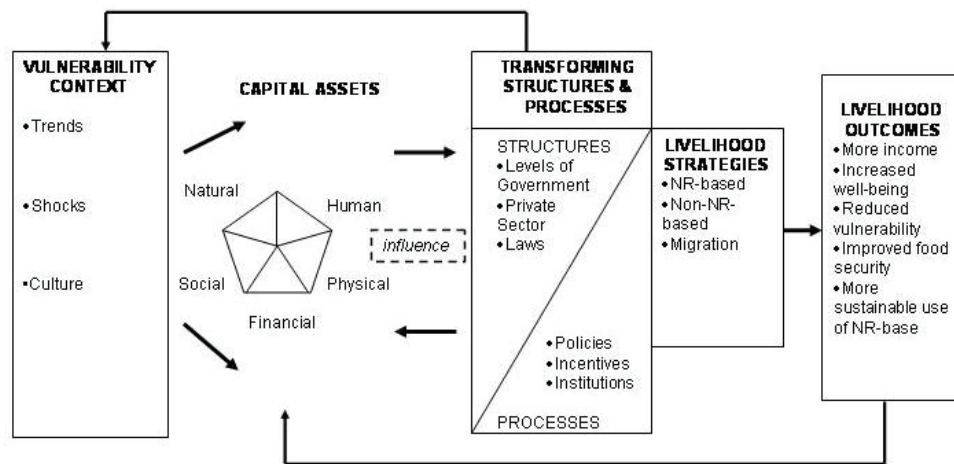 VULNERABILITY
CONTEXT
•Trends
•Shocks
•Culture
CAPITAL ASSETS
Natural
Human
Social
Physical
Financial
influence
TRANSFORMING
STRUCTURES &
PROCESSES
STRUCTURES
•Levels of
Government
•Private
Sector
•Laws
•Policies
•Incentives
•Institutions
PROCESSES
LIVELIHOOD
STRATEGIES
•NR-based
•Non-NR-
based
•Migration
LIVELIHOOD
OUTCOMES
•More income
•Increased
well-being
•Reduced
vulnerability
•Improved food
security
•More
sustainable use
of NR-base